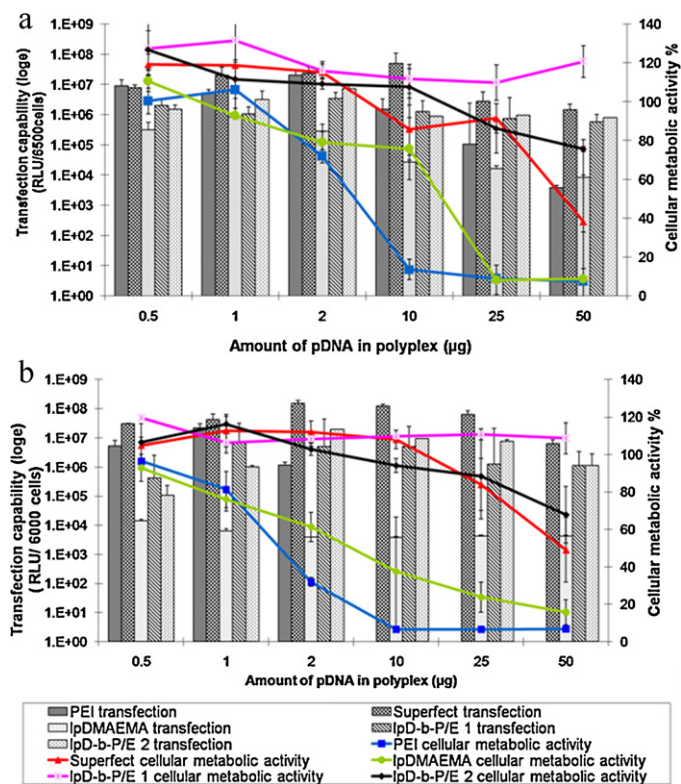 a
1.E+09
1.E+08
1.E+07
1.E+06
1.E+05
1.E+04
1.E+03
1.E+02
1.E+01
1.E+00
Transfection capability (loge)
(RLU/6500cells)
140
120
100
80
60
40
20
0
Cellular metabolic activity %
0.5 1 2 10 25 50
Amount of pDNA in polyplex (µg)
b
1.E+09
1.E+08
1.E+07
1.E+06
1.E+05
1.E+04
1.E+03
1.E+02
1.E+01
1.E+00
Transfection capability (loge)
( RLU/ 6000 cells)
140
120
100
80
60
40
20
0
Cellular metabolic activity %
0.5 1 2 10 25 50
Amount of pDNA in polyplex (µg)
PEI transfection Superfect transfection
lpDMAEMA transfection lpD-b-P/E 1 transfection
lpD-b-P/E 2 transfection PEI cellular metabolic activity
Superfect cellular metabolic activity lpDMAEMA cellular metabolic activity
lpD-b-P/E 1 cellular metabolic activity lpD-b-P/E 2 cellular metabolic activity